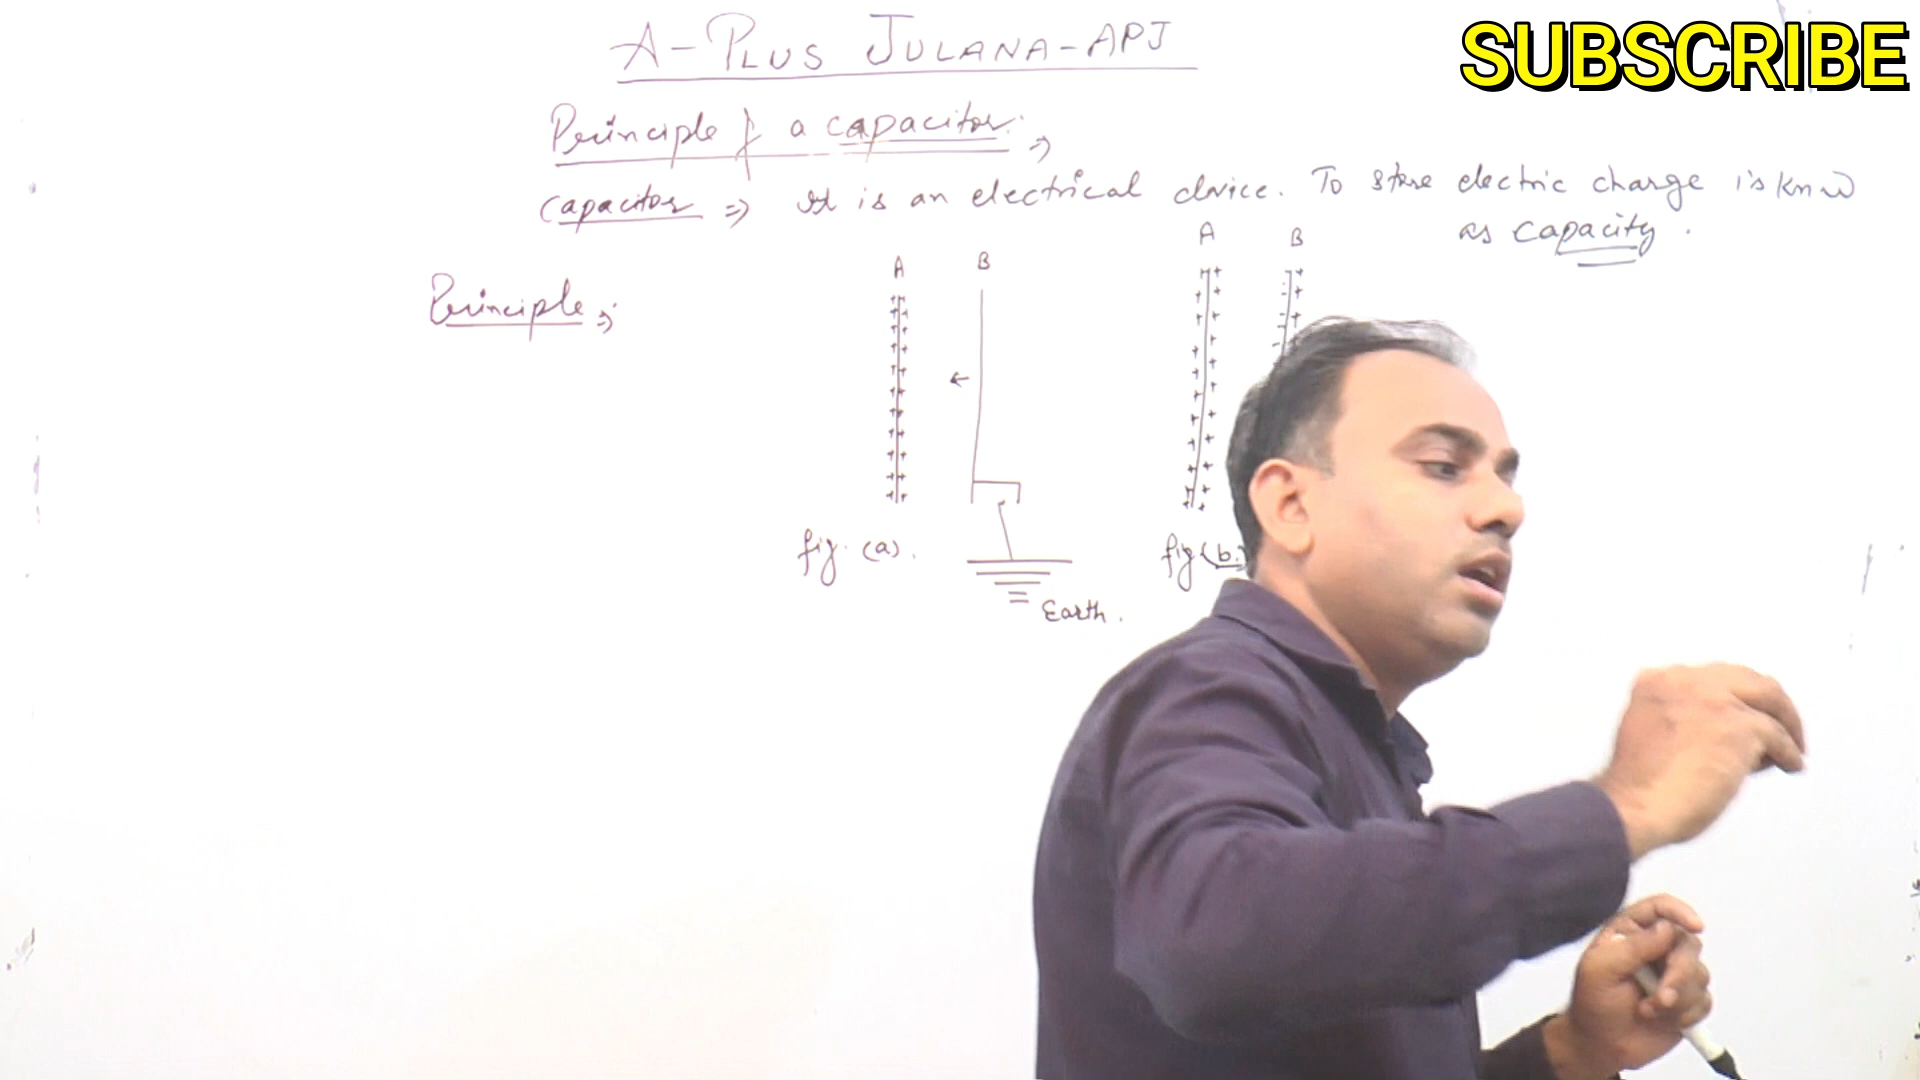 A-PLUS JULANA-APJ
SUBSCRIBE
Principle of a capacitor. ⇒
Capacitor ⇒ It is an electrical device. To store electric charge is know
as capacity.
Principle ⇒
A B
A B
fig. (a).
fig (b.)
Earth.